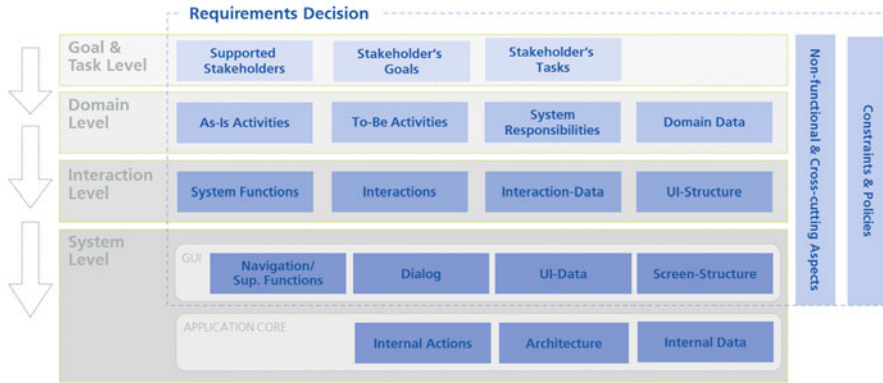 Requirements Decision
Goal &
Task Level
Supported
Stakeholders
Stakeholder's
Goals
Stakeholder's
Tasks
Domain
Level
As-Is Activities
To-Be Activities
System
Responsibilities
Domain Data
Interaction
Level
System Functions
Interactions
Interaction-Data
UI-Structure
System
Level
GUI
Navigation/
Sup. Functions
Dialog
UI-Data
Screen-Structure
APPLICATION CORE
Internal Actions
Architecture
Internal Data
Non-functional & Cross-cutting Aspects
Constraints & Policies